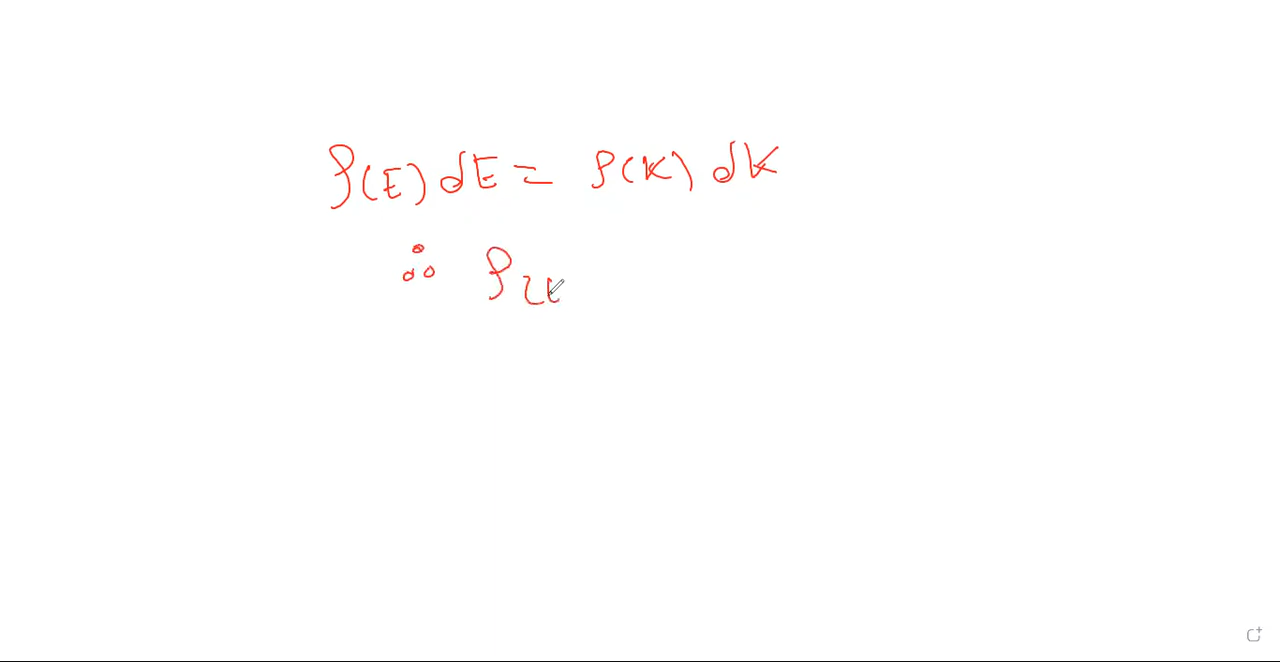 ρ(E) dE = ρ(K) dK
∴ ρ